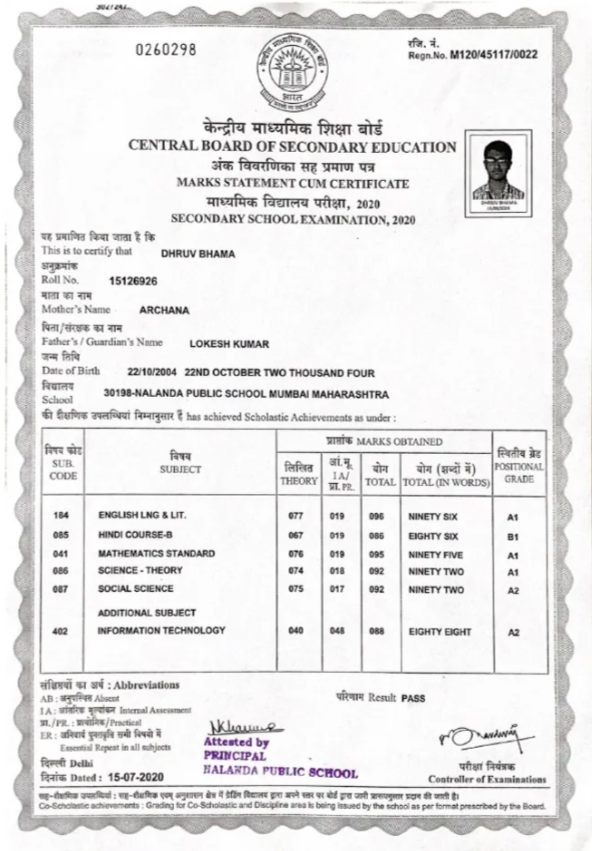 0260298
रजि. नं.
Regn.No. M120/45117/0022
भारत
केन्द्रीय माध्यमिक शिक्षा बोर्ड
CENTRAL BOARD OF SECONDARY EDUCATION
अंक विवरणिका सह प्रमाण पत्र
MARKS STATEMENT CUM CERTIFICATE
माध्यमिक विद्यालय परीक्षा, 2020
SECONDARY SCHOOL EXAMINATION, 2020
DHRUV BHAMA
यह प्रमाणित किया जाता है कि
This is to certify that DHRUV BHAMA
अनुक्रमांक
Roll No. 15126926
माता का नाम
Mother's Name ARCHANA
पिता/संरक्षक का नाम
Father's / Guardian's Name LOKESH KUMAR
जन्म तिथि
Date of Birth 22/10/2004 22ND OCTOBER TWO THOUSAND FOUR
विद्यालय
School 30198-NALANDA PUBLIC SCHOOL MUMBAI MAHARASHTRA
की शैक्षणिक उपलब्धियां निम्नानुसार हैं has achieved Scholastic Achievements as under :
विषय कोड SUB. CODE
विषय SUBJECT
प्राप्तांक MARKS OBTAINED
लिखित THEORY
आं.मू. IA/ प्रा. PR.
योग TOTAL
योग (शब्दों में) TOTAL (IN WORDS)
स्थितीय ग्रेड POSITIONAL GRADE
184 ENGLISH LNG & LIT. 077 019 096 NINETY SIX A1
085 HINDI COURSE-B 067 019 086 EIGHTY SIX B1
041 MATHEMATICS STANDARD 076 019 095 NINETY FIVE A1
086 SCIENCE - THEORY 074 018 092 NINETY TWO A1
087 SOCIAL SCIENCE 075 017 092 NINETY TWO A2
ADDITIONAL SUBJECT
402 INFORMATION TECHNOLOGY 040 048 088 EIGHTY EIGHT A2
संक्षिप्तियों का अर्थ : Abbreviations
AB : अनुपस्थित Absent
IA : आंतरिक मूल्यांकन Internal Assessment
प्रा./PR. : प्रायोगिक/Practical
ER : अनिवार्य पुनरावृत्ति सभी विषयों में
Essential Repeat in all subjects
परिणाम Result PASS
दिल्ली Delhi
दिनांक Dated : 15-07-2020
Attested by
PRINCIPAL
NALANDA PUBLIC SCHOOL
परीक्षा नियंत्रक
Controller of Examinations
सह-शैक्षणिक उपलब्धियां : सह-शैक्षणिक एवम् अनुशासन क्षेत्र में ग्रेडिंग विद्यालय द्वारा अपने स्तर पर बोर्ड द्वारा जारी प्रारूपानुसार प्रदान की जाती है।
Co-Scholastic achievements : Grading for Co-Scholastic and Discipline area is being issued by the school as per format prescribed by the Board.